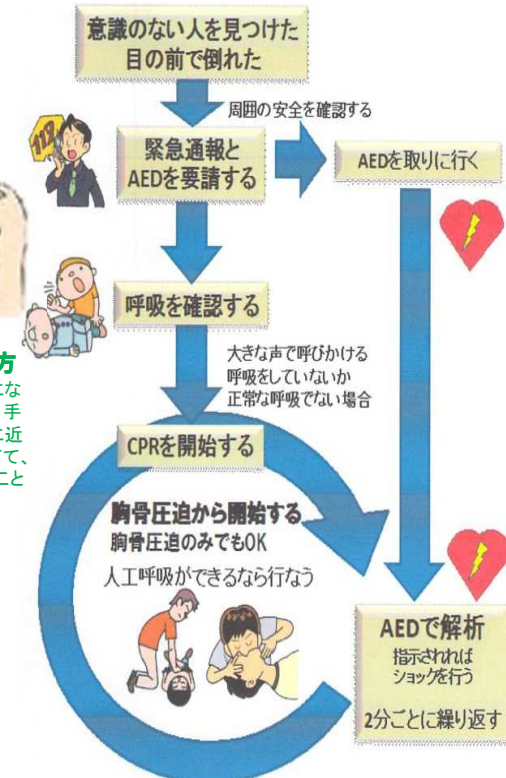 意識のない人を見つけた
目の前で倒れた
周囲の安全を確認する
119
緊急通報と
AEDを要請する
AEDを取りに行く
呼吸を確認する
大きな声で呼びかける
呼吸をしていないか
正常な呼吸でない場合
方
な
手
近
て、
こと
CPRを開始する
胸骨圧迫から開始する
胸骨圧迫のみでもOK
人工呼吸ができるなら行なう
AEDで解析
指示されれば
ショックを行う
2分ごとに繰り返す